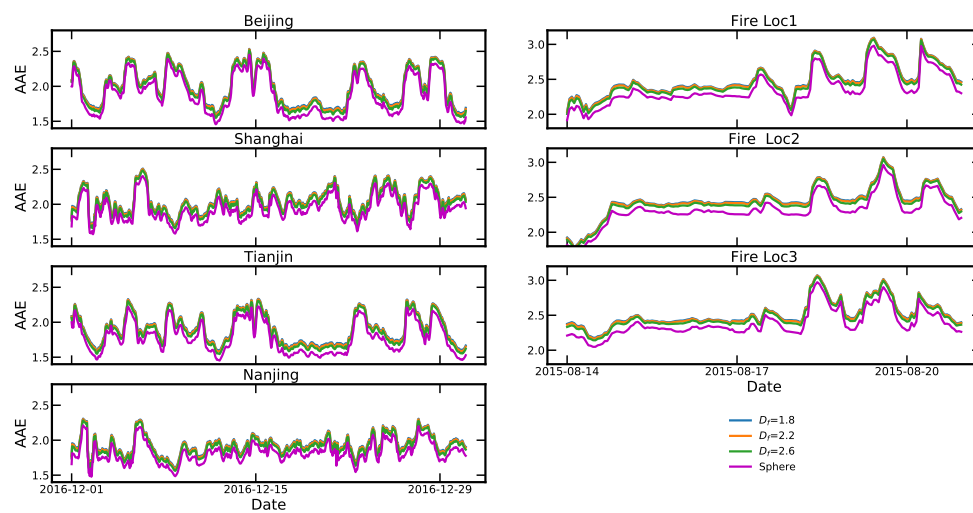 Beijing
AAE
2.5
2.0
1.5
Shanghai
AAE
2.5
2.0
1.5
Tianjin
AAE
2.5
2.0
1.5
Nanjing
AAE
2.5
2.0
1.5
2016-12-01 2016-12-15 2016-12-29
Date
Fire Loc1
3.0
2.5
2.0
Fire Loc2
3.0
2.5
2.0
Fire Loc3
3.0
2.5
2.0
2015-08-14 2015-08-17 2015-08-20
Date
D_f=1.8
D_f=2.2
D_f=2.6
Sphere